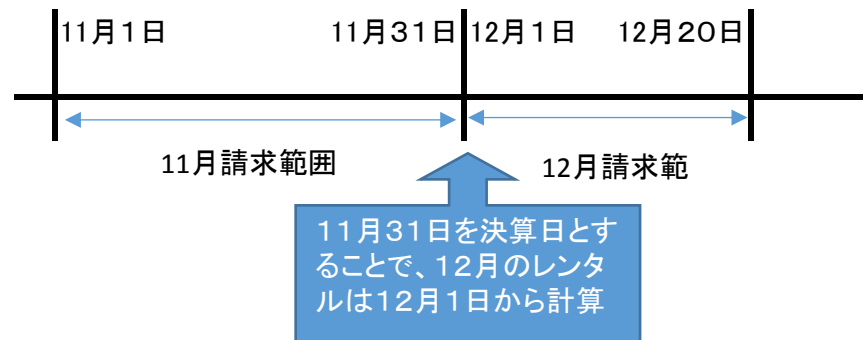 11月１日
11月３１日
12月１日
12月２０日
11月請求範囲
12月請求範
１１月３１日を決算日とす
ることで、１２月のレンタ
ルは１２月１日から計算